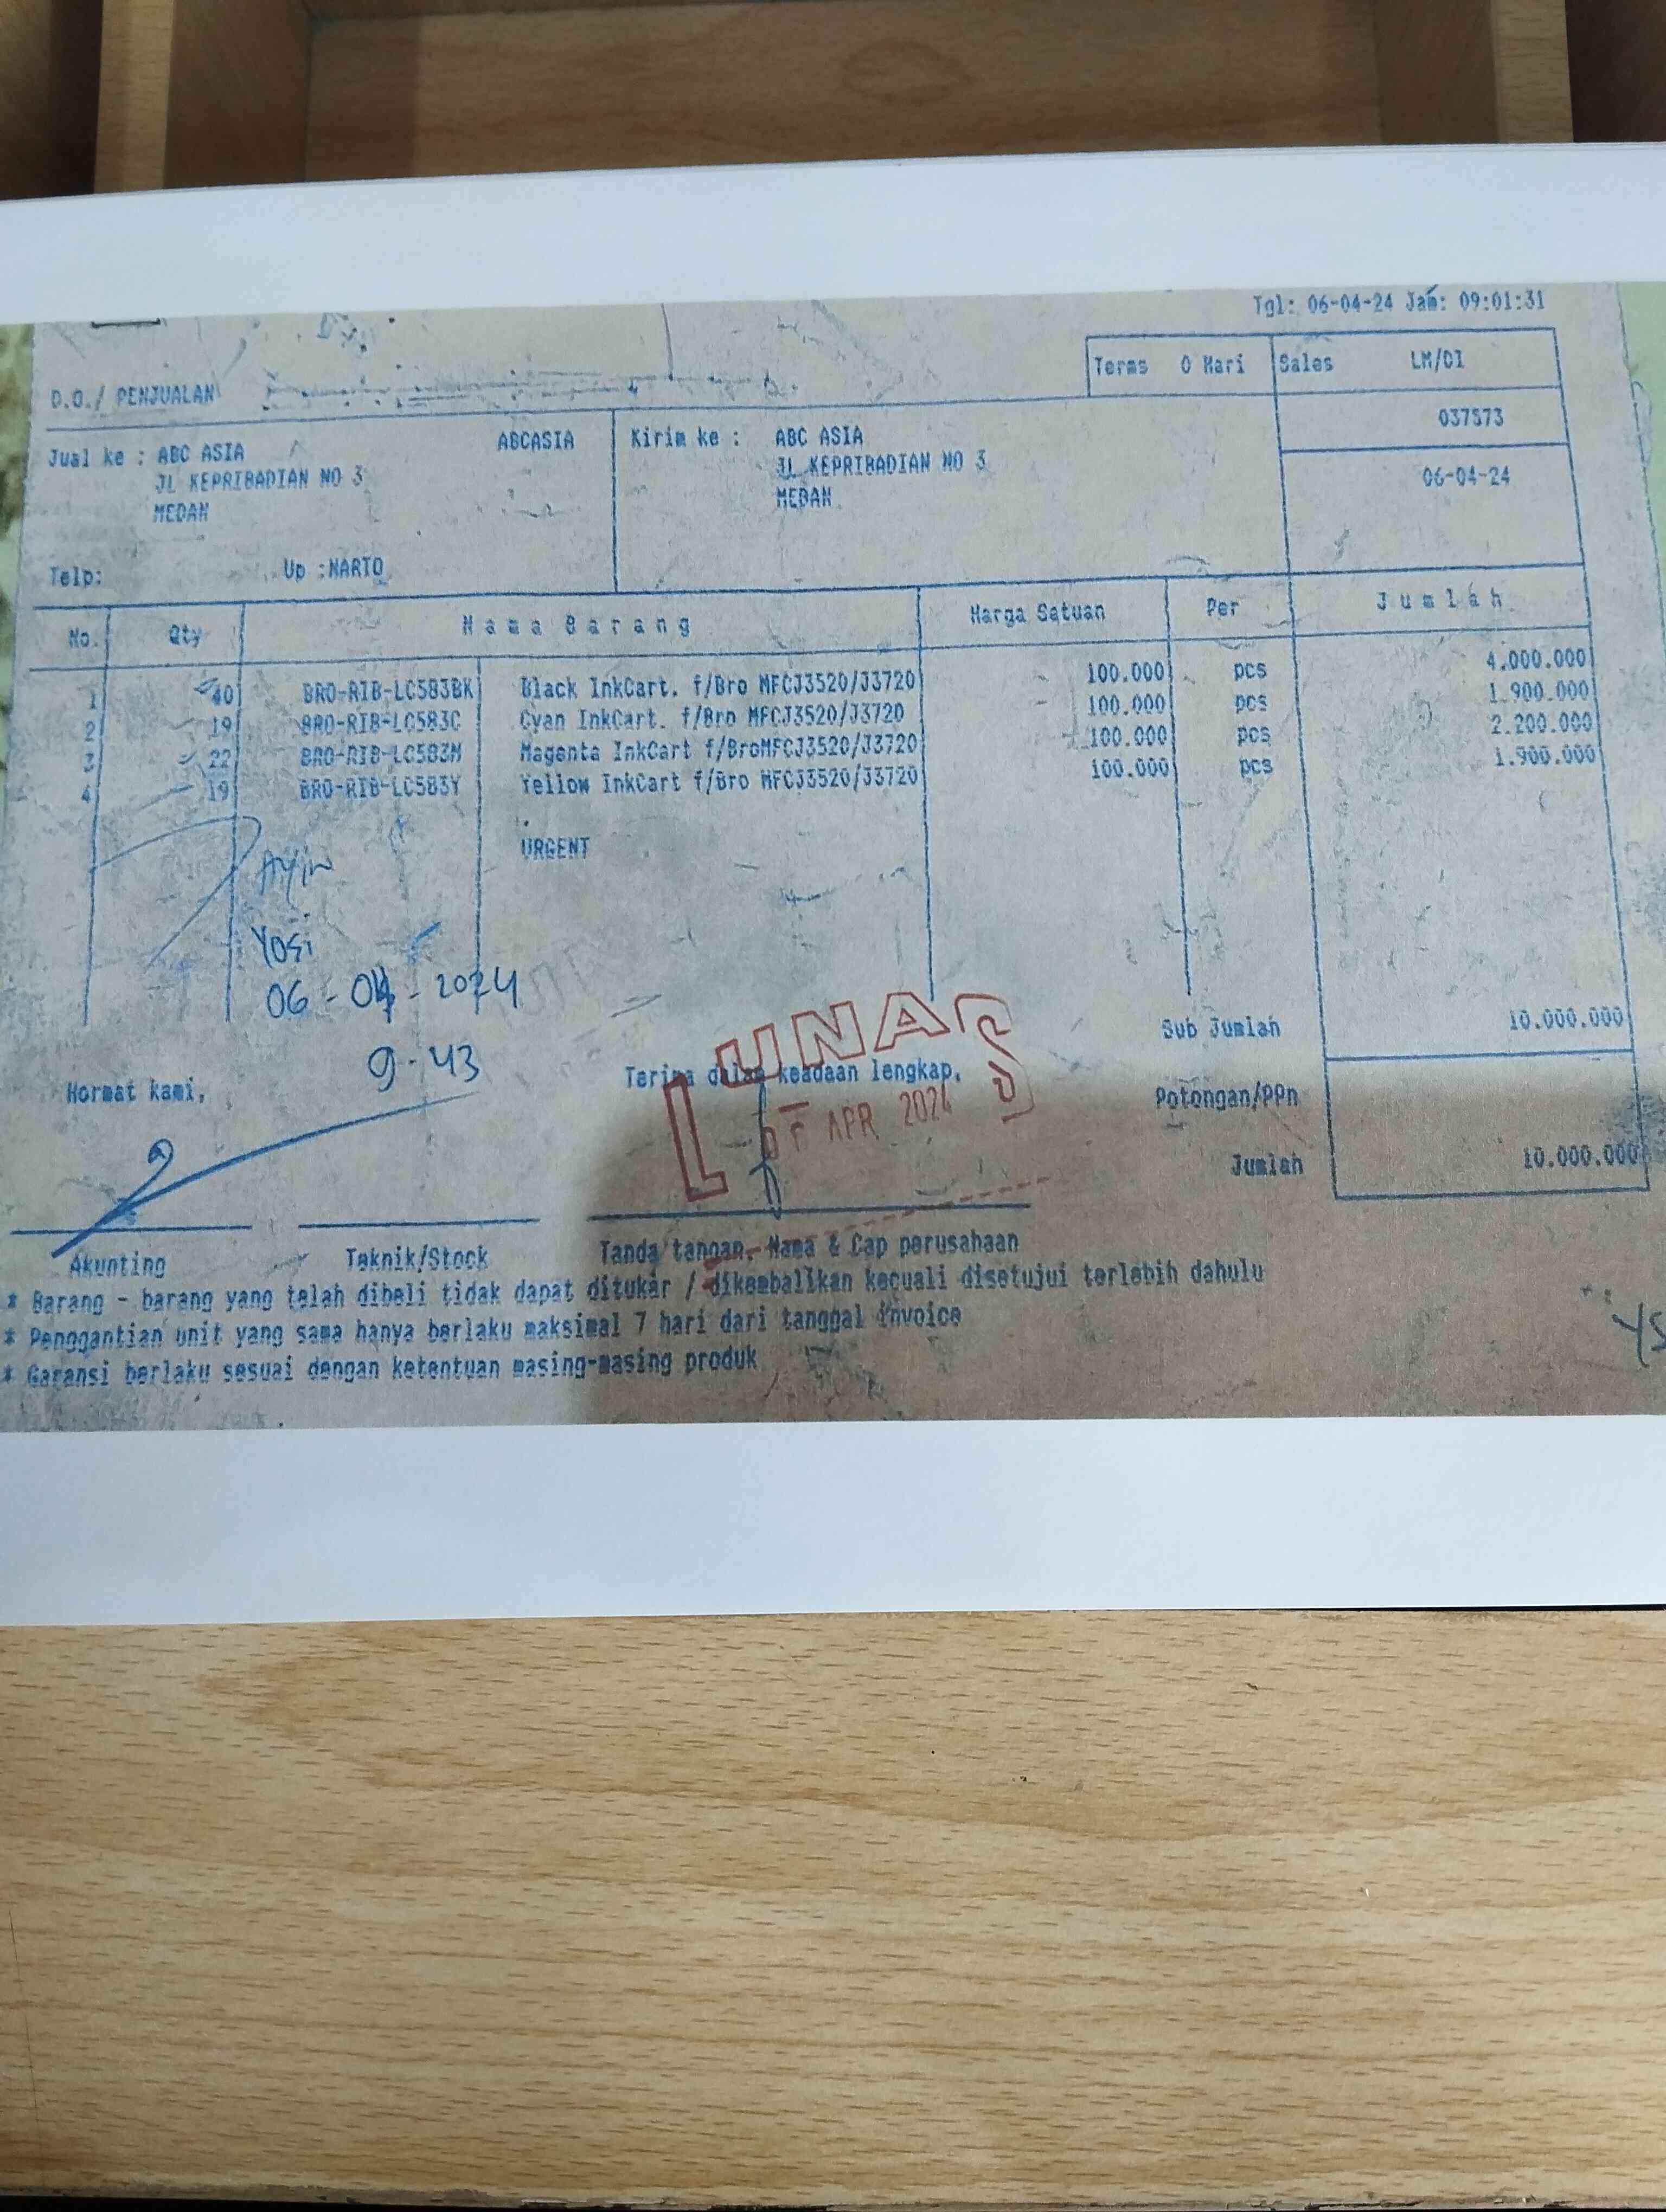 Tgl: 06-04-24 Jam: 09:01:31
Terms 0 Hari Sales LM/DI
D.O./ PENJUALAN
037573
Jual ke : ABC ASIA ABCASIA Kirim ke : ABC ASIA
JL KEPRIBADIAN NO 3 JL KEPRIBADIAN NO 3
MEDAN MEDAN
06-04-24
Telp: Up :NARTO
No. Qty Nama Barang Harga Satuan Per Jumlah
1 40 BRO-RIB-LC583BK Black InkCart. f/Bro MFCJ3520/J3720 100.000 pcs 4.000.000
2 19 BRO-RIB-LC583C Cyan InkCart. f/Bro MFCJ3520/J3720 100.000 pcs 1.900.000
3 22 BRO-RIB-LC583M Magenta InkCart f/BroMFCJ3520/J3720 100.000 pcs 2.200.000
4 19 BRO-RIB-LC583Y Yellow InkCart f/Bro MFCJ3520/J3720 100.000 pcs 1.900.000
.
URGENT
Yosi
06-04-2024
9-43
LUNAS
APR 2024
Sub Jumlah 10.000.000
Hormat kami, Terima dalam keadaan lengkap,
Potongan/PPn
Jumlah 10.000.000
Akunting Teknik/Stock Tanda tangan, Nama & Cap perusahaan
* Barang - barang yang telah dibeli tidak dapat ditukar / dikembalikan kecuali disetujui terlebih dahulu
* Penggantian unit yang sama hanya berlaku maksimal 7 hari dari tanggal invoice
* Garansi berlaku sesuai dengan ketentuan masing-masing produk